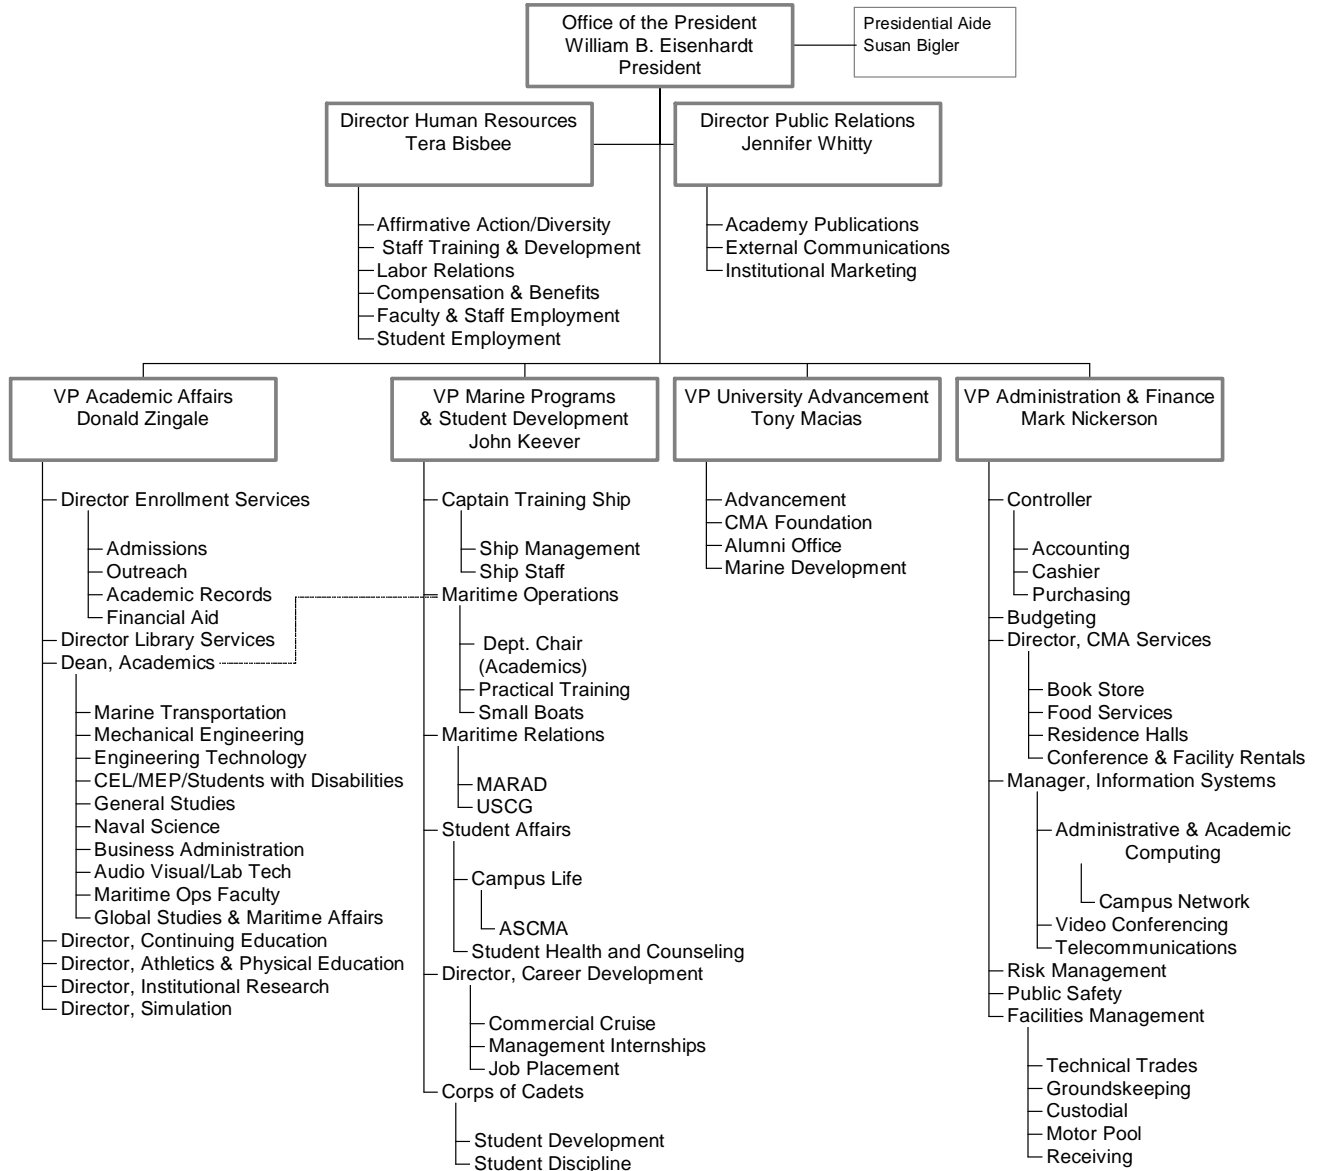 Office of the President
William B. Eisenhardt
President
Presidential Aide
Susan Bigler
Director Human Resources
Tera Bisbee
Director Public Relations
Jennifer Whitty
Affirmative Action/Diversity
Staff Training & Development
Labor Relations
Compensation & Benefits
Faculty & Staff Employment
Student Employment
Academy Publications
External Communications
Institutional Marketing
VP Academic Affairs
Donald Zingale
VP Marine Programs
& Student Development
John Keever
VP University Advancement
Tony Macias
VP Administration & Finance
Mark Nickerson
Director Enrollment Services
Admissions
Outreach
Academic Records
Financial Aid
Director Library Services
Dean, Academics
Marine Transportation
Mechanical Engineering
Engineering Technology
CEL/MEP/Students with Disabilities
General Studies
Naval Science
Business Administration
Audio Visual/Lab Tech
Maritime Ops Faculty
Global Studies & Maritime Affairs
Director, Continuing Education
Director, Athletics & Physical Education
Director, Institutional Research
Director, Simulation
Captain Training Ship
Ship Management
Ship Staff
Maritime Operations
Dept. Chair
(Academics)
Practical Training
Small Boats
Maritime Relations
MARAD
USCG
Student Affairs
Campus Life
ASCMA
Student Health and Counseling
Director, Career Development
Commercial Cruise
Management Internships
Job Placement
Corps of Cadets
Student Development
Student Discipline
Advancement
CMA Foundation
Alumni Office
Marine Development
Controller
Accounting
Cashier
Purchasing
Budgeting
Director, CMA Services
Book Store
Food Services
Residence Halls
Conference & Facility Rentals
Manager, Information Systems
Administrative & Academic
Computing
Campus Network
Video Conferencing
Telecommunications
Risk Management
Public Safety
Facilities Management
Technical Trades
Groundskeeping
Custodial
Motor Pool
Receiving